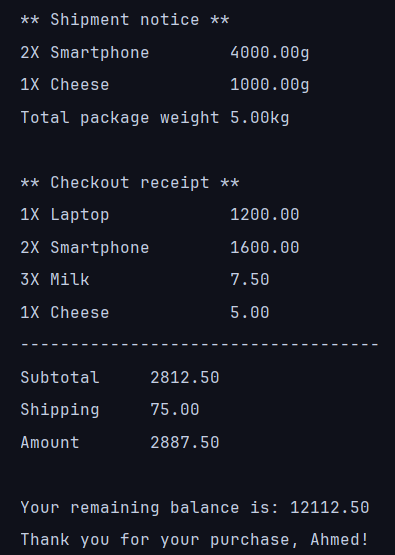 ** Shipment notice **
2X Smartphone        4000.00g
1X Cheese            1000.00g
Total package weight 5.00kg

** Checkout receipt **
1X Laptop            1200.00
2X Smartphone        1600.00
3X Milk              7.50
1X Cheese            5.00
------------------------------------
Subtotal     2812.50
Shipping     75.00
Amount       2887.50

Your remaining balance is: 12112.50
Thank you for your purchase, Ahmed!